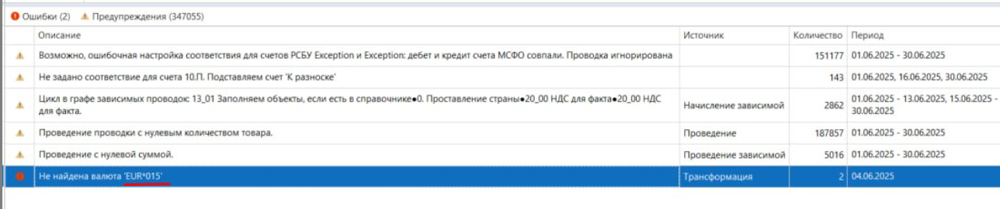 Ошибки (2) Предупреждения (347055)
Описание Источник Количество Период
Возможно, ошибочная настройка соответствия для счетов РСБУ Exception и Exception: дебет и кредит счета МСФО совпали. Проводка игнорирована 151177 01.06.2025 - 30.06.2025
Не задано соответствие для счета 10.П. Подставляем счет 'К разноске' 143 01.06.2025, 16.06.2025, 30.06.2025
Цикл в графе зависимых проводок: 13_01 Заполняем объекты, если есть в справочнике●0. Проставление страны●20_00 НДС для факта●20_00 НДС
для факта. Начисление зависимой 2862 01.06.2025 - 13.06.2025, 15.06.2025 -
30.06.2025
Проведение проводки с нулевым количеством товара. Проведение 187857 01.06.2025 - 30.06.2025
Проведение с нулевой суммой. Проведение зависимой 5016 01.06.2025 - 30.06.2025
Не найдена валюта 'EUR*015' Трансформация 2 04.06.2025